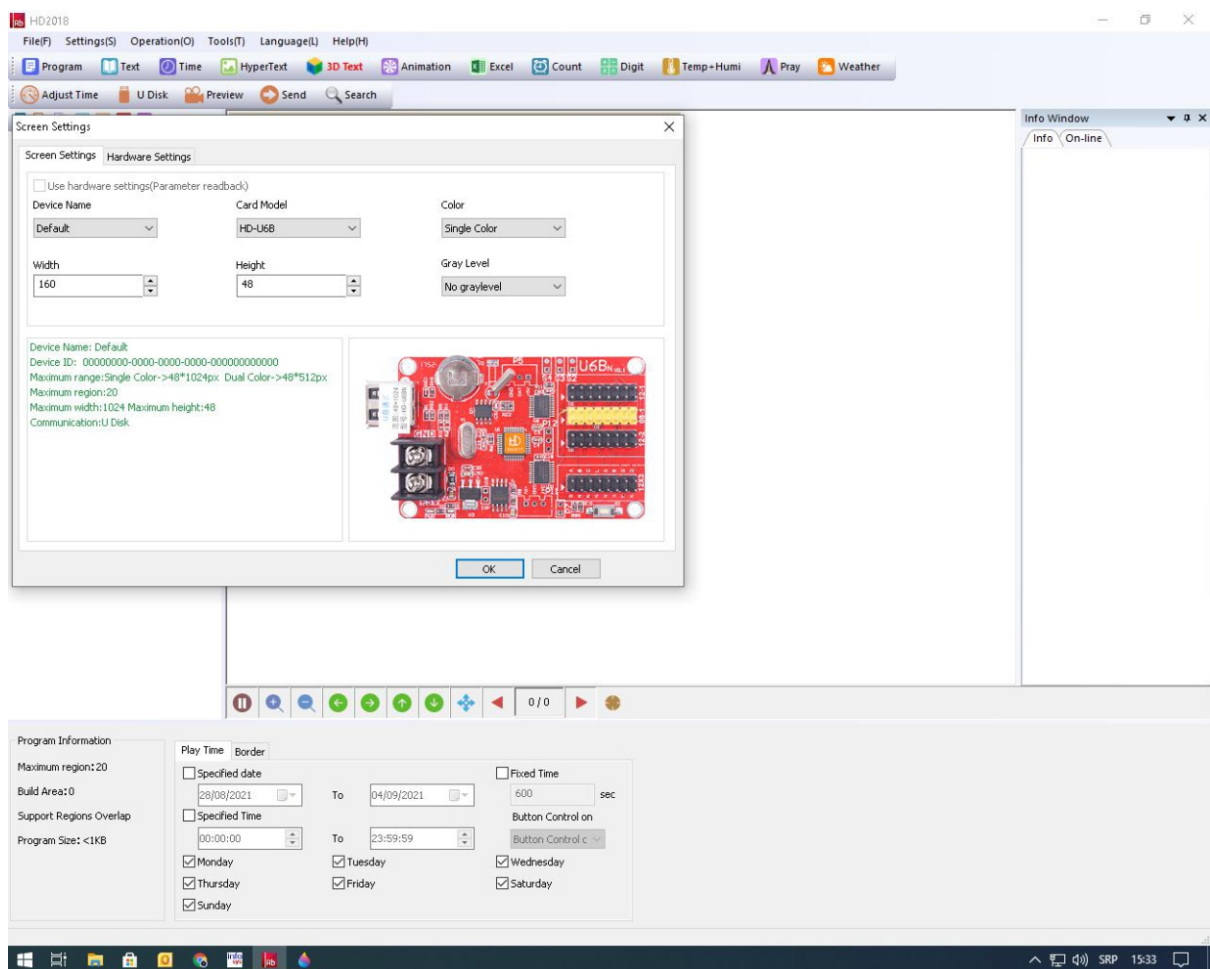 HD2018
File(F) Settings(S) Operation(O) Tools(T) Language(L) Help(H)
Program Text Time HyperText 3D Text Animation Excel Count Digit Temp+Humi Pray Weather
Adjust Time U Disk Preview Send Search
Screen Settings
Screen Settings Hardware Settings
Use hardware settings(Parameter readback)
Device Name Card Model Color
Default HD-U6B Single Color
Width Height Gray Level
160 48 No graylevel
Device Name: Default
Device ID: 00000000-0000-0000-0000-000000000000
Maximum range:Single Color->48*1024px Dual Color->48*512px
Maximum region:20
Maximum width:1024 Maximum height:48
Communication:U Disk
U6B
GND
OK Cancel
Info Window
Info On-line
0/0
Program Information
Maximum region:20
Build Area:0
Support Regions Overlap
Program Size: <1KB
Play Time Border
Specified date Fixed Time
28/08/2021 To 04/09/2021 600 sec
Specified Time Button Control on
00:00:00 To 23:59:59 Button Control c
Monday Tuesday Wednesday
Thursday Friday Saturday
Sunday
SRP 15:33